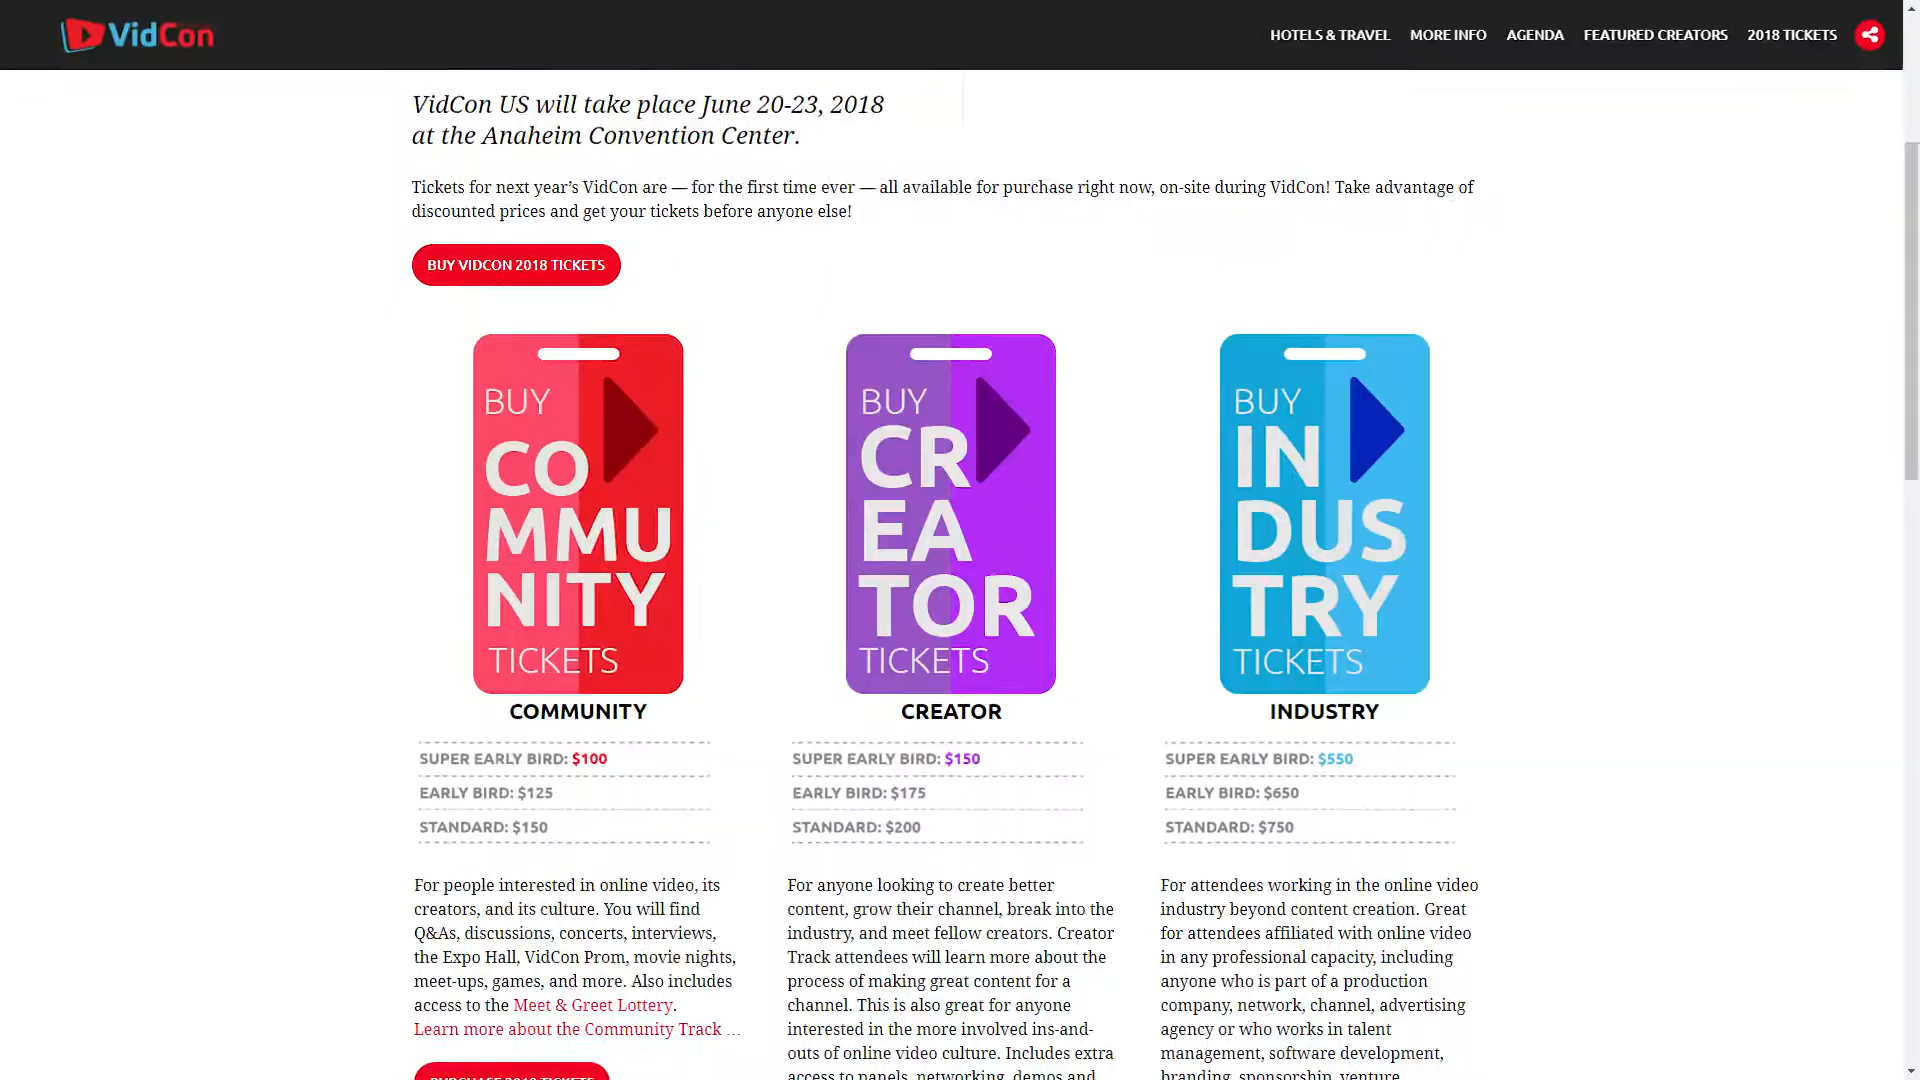 VidCon
HOTELS & TRAVEL
MORE INFO
AGENDA
FEATURED CREATORS
2018 TICKETS
VidCon US will take place June 20-23, 2018
at the Anaheim Convention Center.
Tickets for next year’s VidCon are — for the first time ever — all available for purchase right now, on-site during VidCon! Take advantage of
discounted prices and get your tickets before anyone else!
BUY VIDCON 2018 TICKETS
BUY
CO
MMU
NITY
TICKETS
COMMUNITY
SUPER EARLY BIRD: $100
EARLY BIRD: $125
STANDARD: $150
For people interested in online video, its
creators, and its culture. You will find
Q&As, discussions, concerts, interviews,
the Expo Hall, VidCon Prom, movie nights,
meet-ups, games, and more. Also includes
access to the Meet & Greet Lottery.
Learn more about the Community Track …
PURCHASE 2018 TICKETS
BUY
CR
EA
TOR
TICKETS
CREATOR
SUPER EARLY BIRD: $150
EARLY BIRD: $175
STANDARD: $200
For anyone looking to create better
content, grow their channel, break into the
industry, and meet fellow creators. Creator
Track attendees will learn more about the
process of making great content for a
channel. This is also great for anyone
interested in the more involved ins-and-
outs of online video culture. Includes extra
access to panels, networking, demos and
BUY
IN
DUS
TRY
TICKETS
INDUSTRY
SUPER EARLY BIRD: $550
EARLY BIRD: $650
STANDARD: $750
For attendees working in the online video
industry beyond content creation. Great
for attendees affiliated with online video
in any professional capacity, including
anyone who is part of a production
company, network, channel, advertising
agency or who works in talent
management, software development,
branding, sponsorship, venture